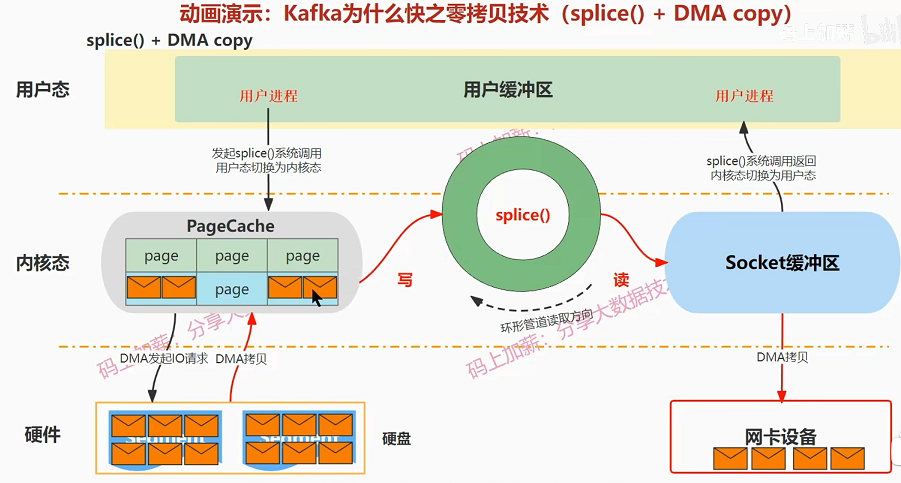 动画演示：Kafka为什么快之零拷贝技术（splice() + DMA copy）
splice() + DMA copy
用户态
用户进程
用户缓冲区
用户进程
发起splice()系统调用
用户态切换为内核态
splice()系统调用返回
内核态切换为用户态
内核态
PageCache
page
page
page
page
写
splice()
读
Socket缓冲区
环形管道读取方向
DMA发起IO请求
DMA拷贝
DMA拷贝
硬件
硬盘
网卡设备
码上加薪：分享大数据技术